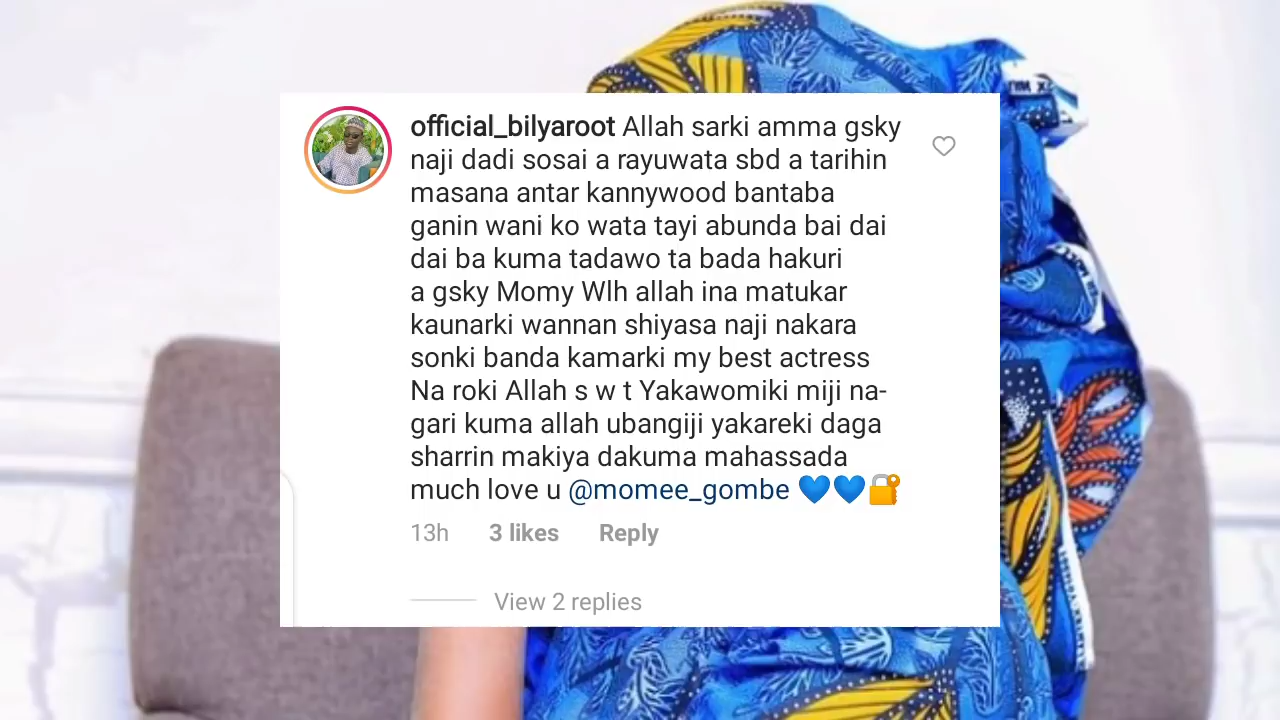 official_bilyaroot Allah sarki amma gsky
naji dadi sosai a rayuwata sbd a tarihin
masana antar kannywood bantaba
ganin wani ko wata tayi abunda bai dai
dai ba kuma tadawo ta bada hakuri
a gsky Momy Wlh allah ina matukar
kaunarki wannan shiyasa naji nakara
sonki banda kamarki my best actress
Na roki Allah s w t Yakawomiki miji na-
gari kuma allah ubangiji yakareki daga
sharrin makiya dakuma mahassada
much love u @momee_gombe 💙💙🔐
13h 3 likes Reply
View 2 replies